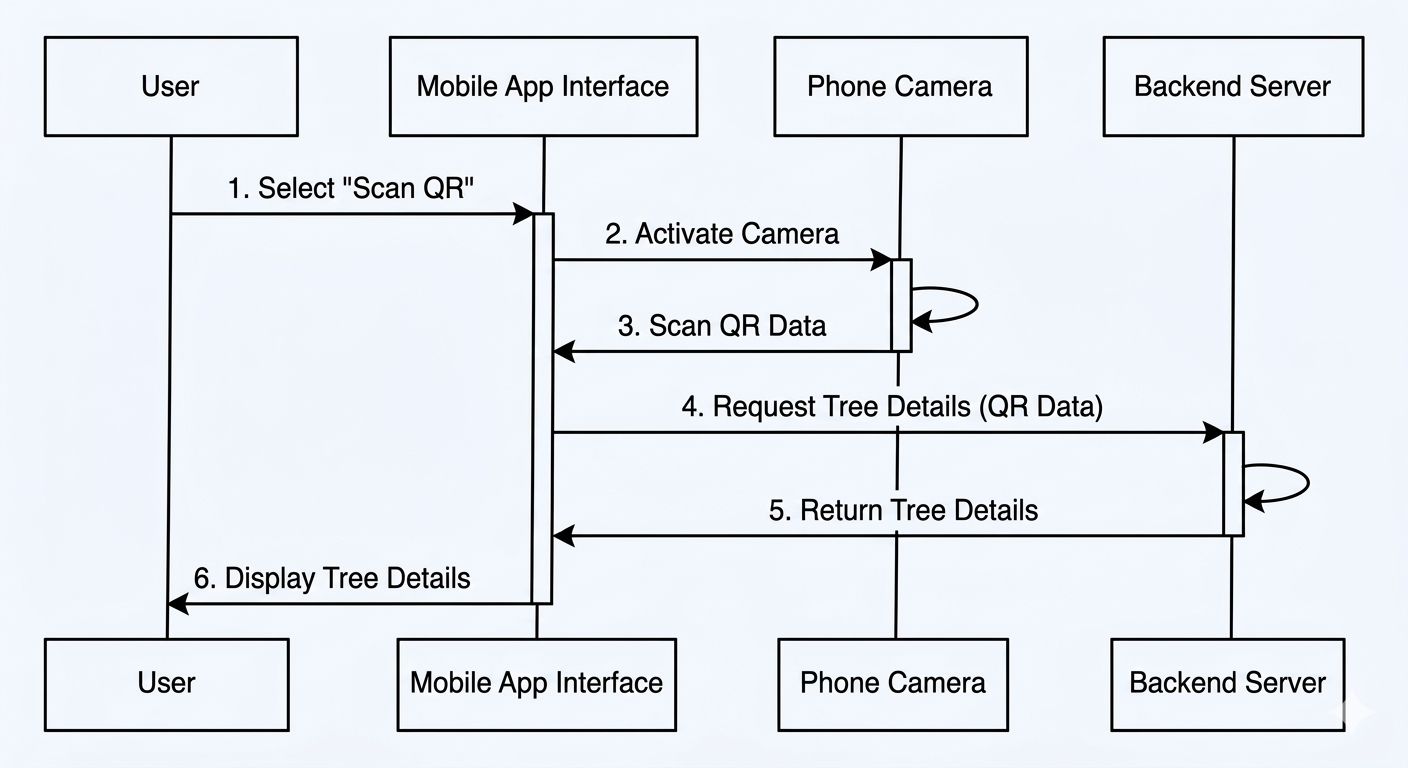 User
Mobile App Interface
Phone Camera
Backend Server
1. Select "Scan QR"
2. Activate Camera
3. Scan QR Data
4. Request Tree Details (QR Data)
5. Return Tree Details
6. Display Tree Details
User
Mobile App Interface
Phone Camera
Backend Server